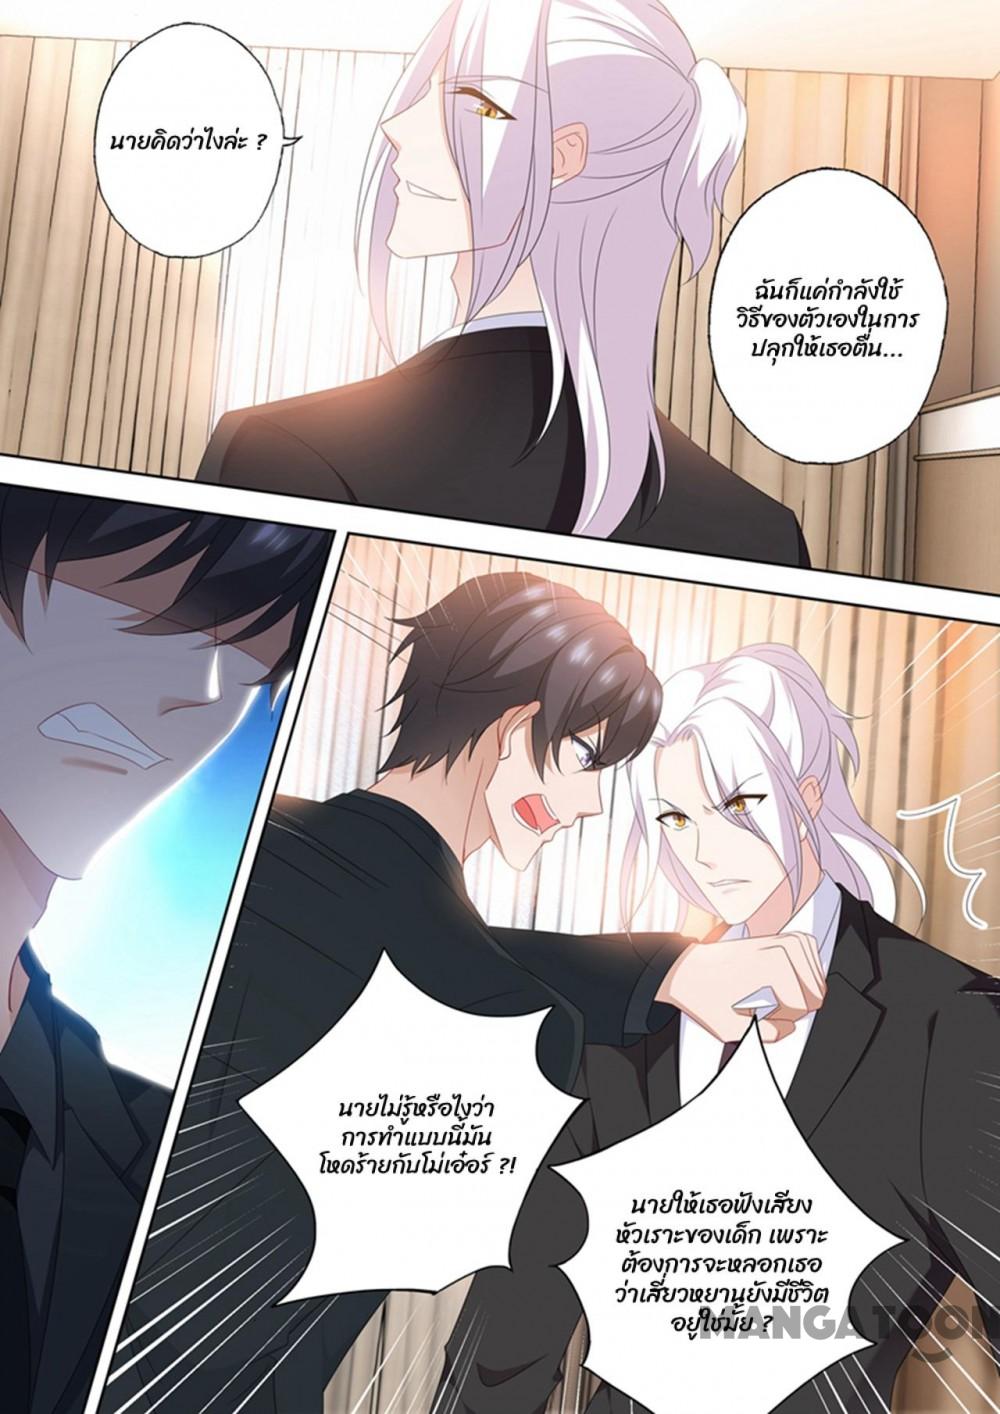 นายคิดว่าไงล่ะ ?
ฉันก็แค่กำลังใช้
วิธีของตัวเองในการ
ปลุกให้เธอตื่น...
นายไม่รู้หรือไงว่า
การทำแบบนี้มัน
โหดร้ายกับโม่เอ๋อร์ ?!
นายให้เธอฟังเสียง
หัวเราะของเด็ก เพราะ
ต้องการจะหลอกเธอ
ว่าเสี่ยวหยานยังมีชีวิต
อยู่ใช่มั้ย ?
MANGATOON